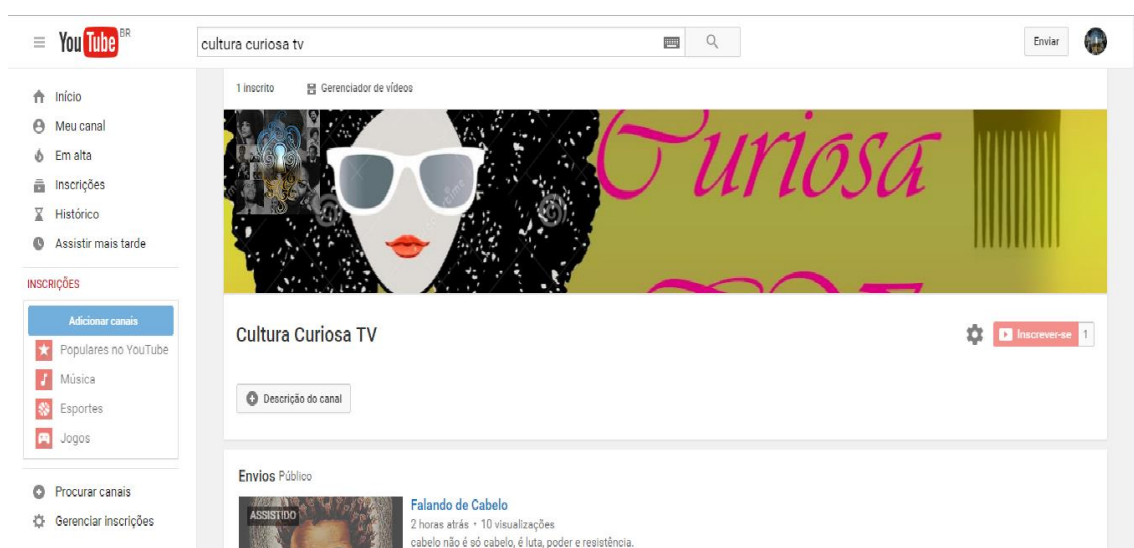 YouTube BR
cultura curiosa tv
Enviar
Início
Meu canal
Em alta
Inscrições
Histórico
Assistir mais tarde
INSCRIÇÕES
Adicionar canais
Populares no YouTube
Música
Esportes
Jogos
Procurar canais
Gerenciar inscrições
1 inscrito
Gerenciador de vídeos
Curiosa
Cultura Curiosa TV
Inscrever-se 1
Descrição do canal
Envios Público
ASSISTIDO
Falando de Cabelo
2 horas atrás • 10 visualizações
cabelo não é só cabelo, é luta, poder e resistência.